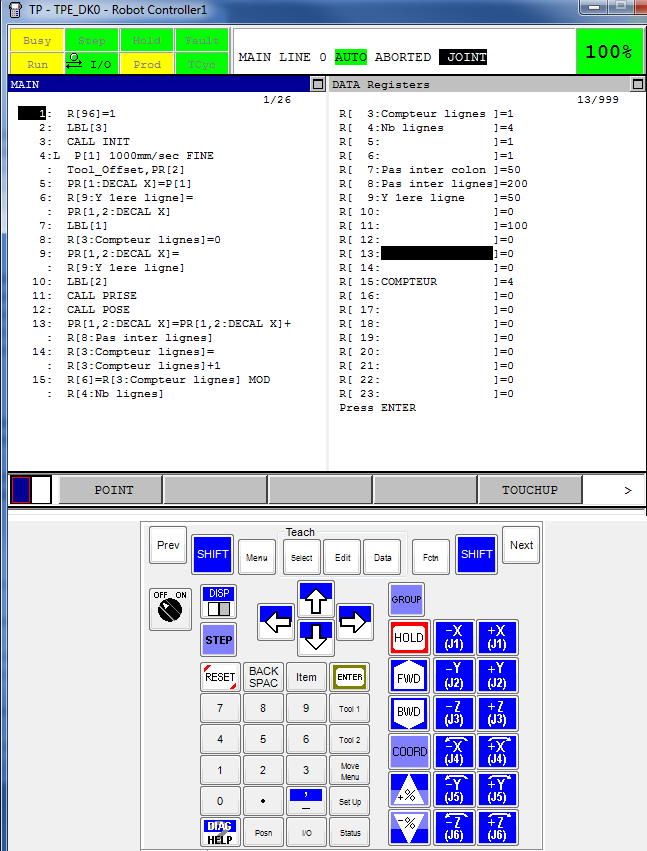 TP - TPE_DK0 - Robot Controller1
Busy Step Hold Fault
Run I/O Prod TCyc
MAIN LINE 0 AUTO ABORTED JOINT
100%
MAIN
1/26
1: R[96]=1
2: LBL[3]
3: CALL INIT
4:L P[1] 1000mm/sec FINE
: Tool_Offset,PR[2]
5: PR[1:DECAL X]=P[1]
6: R[9:Y 1ere ligne]=
: PR[1,2:DECAL X]
7: LBL[1]
8: R[3:Compteur lignes]=0
9: PR[1,2:DECAL X]=
: R[9:Y 1ere ligne]
10: LBL[2]
11: CALL PRISE
12: CALL POSE
13: PR[1,2:DECAL X]=PR[1,2:DECAL X]+
: R[8:Pas inter lignes]
14: R[3:Compteur lignes]=
: R[3:Compteur lignes]+1
15: R[6]=R[3:Compteur lignes] MOD
: R[4:Nb lignes]
DATA Registers
13/999
R[ 3:Compteur lignes ]=1
R[ 4:Nb lignes ]=4
R[ 5: ]=1
R[ 6: ]=1
R[ 7:Pas inter colon ]=50
R[ 8:Pas inter lignes]=200
R[ 9:Y 1ere ligne ]=50
R[ 10: ]=0
R[ 11: ]=100
R[ 12: ]=0
R[ 13: ]=0
R[ 14: ]=0
R[ 15:COMPTEUR ]=4
R[ 16: ]=0
R[ 17: ]=0
R[ 18: ]=0
R[ 19: ]=0
R[ 20: ]=0
R[ 21: ]=0
R[ 22: ]=0
R[ 23: ]=0
Press ENTER
POINT TOUCHUP >
Teach
Prev SHIFT Menu Select Edit Data Fctn SHIFT Next
OFF ON DISP GROUP
STEP HOLD -X (J1) +X (J1)
RESET BACK SPAC Item ENTER FWD -Y (J2) +Y (J2)
7 8 9 Tool 1 BWD -Z (J3) +Z (J3)
4 5 6 Tool 2 COORD -X (J4) +X (J4)
1 2 3 Move Menu +% -Y (J5) +Y (J5)
0 . , _ Set Up -% -Z (J6) +Z (J6)
DIAG HELP Posn I/O Status